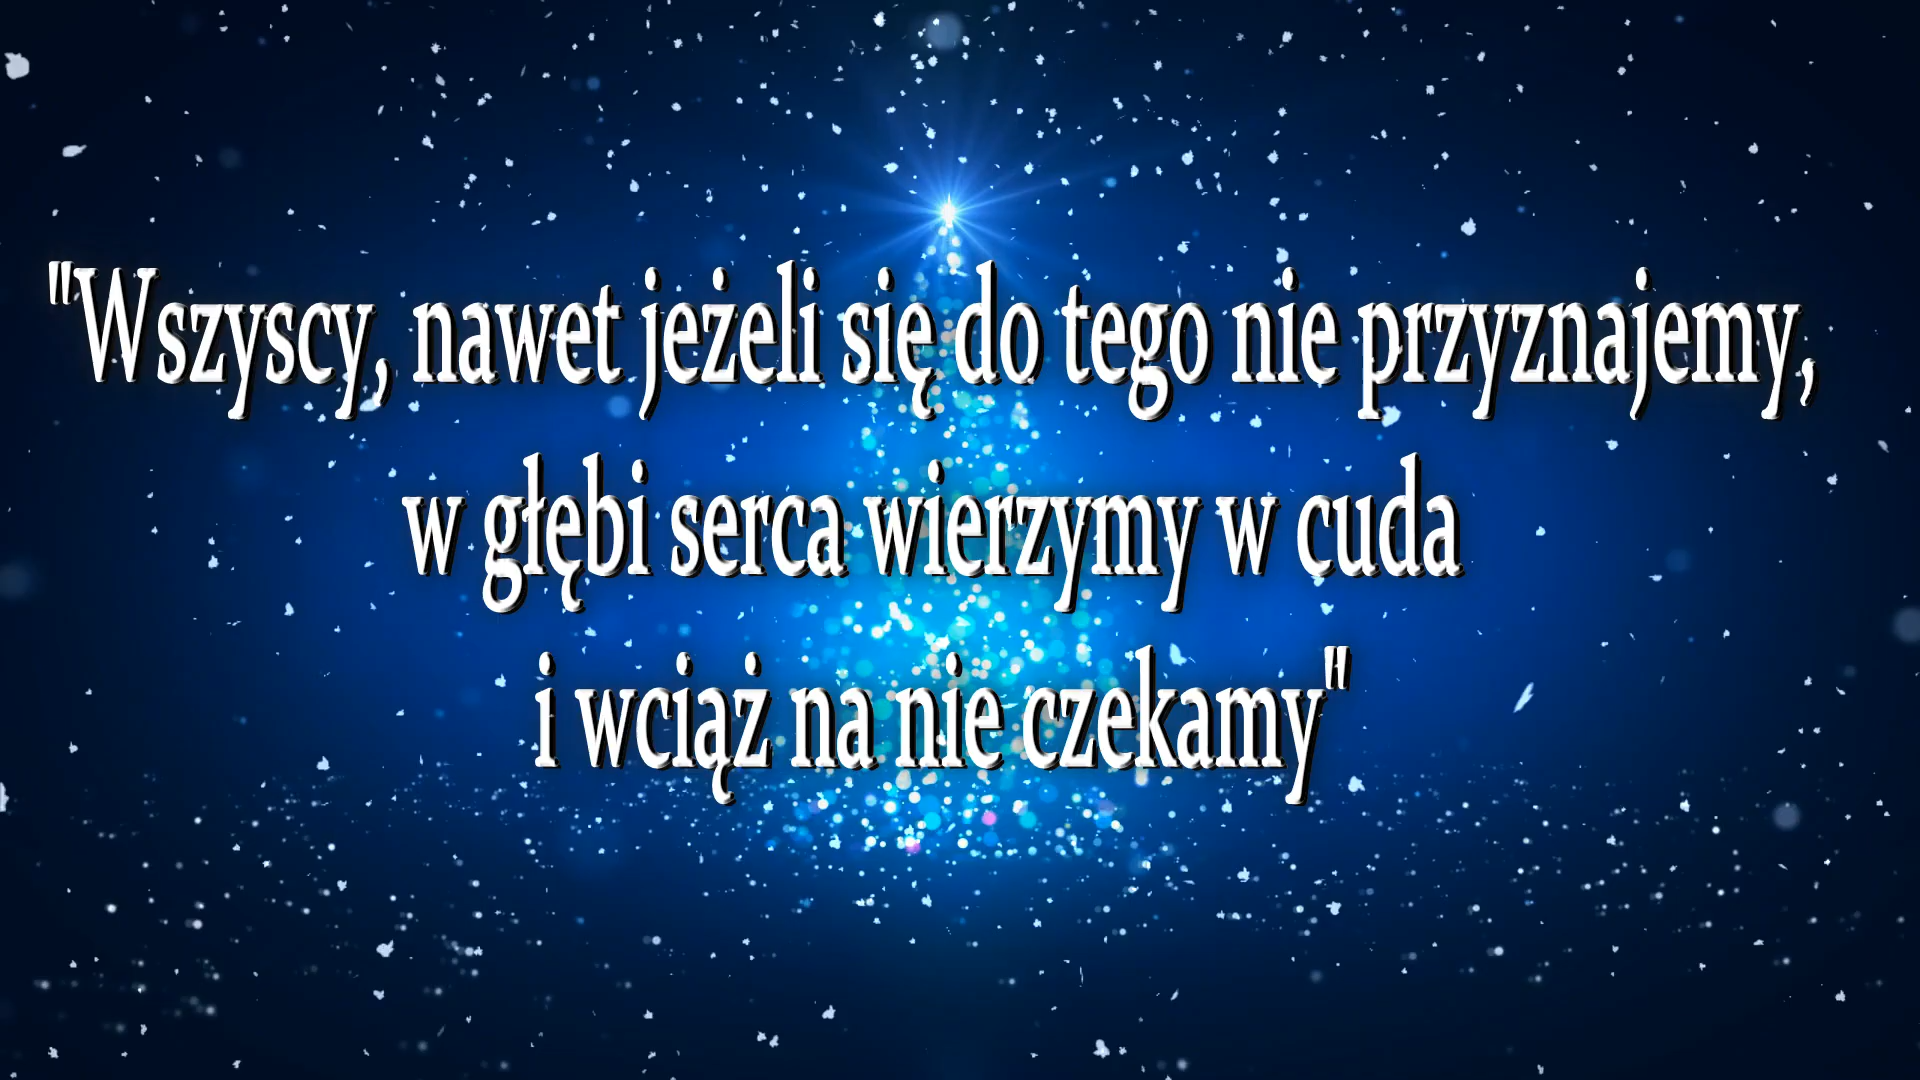 "Wszyscy, nawet jeżeli się do tego nie przyznajemy,
w głębi serca wierzymy w cuda
i wciąż na nie czekamy"